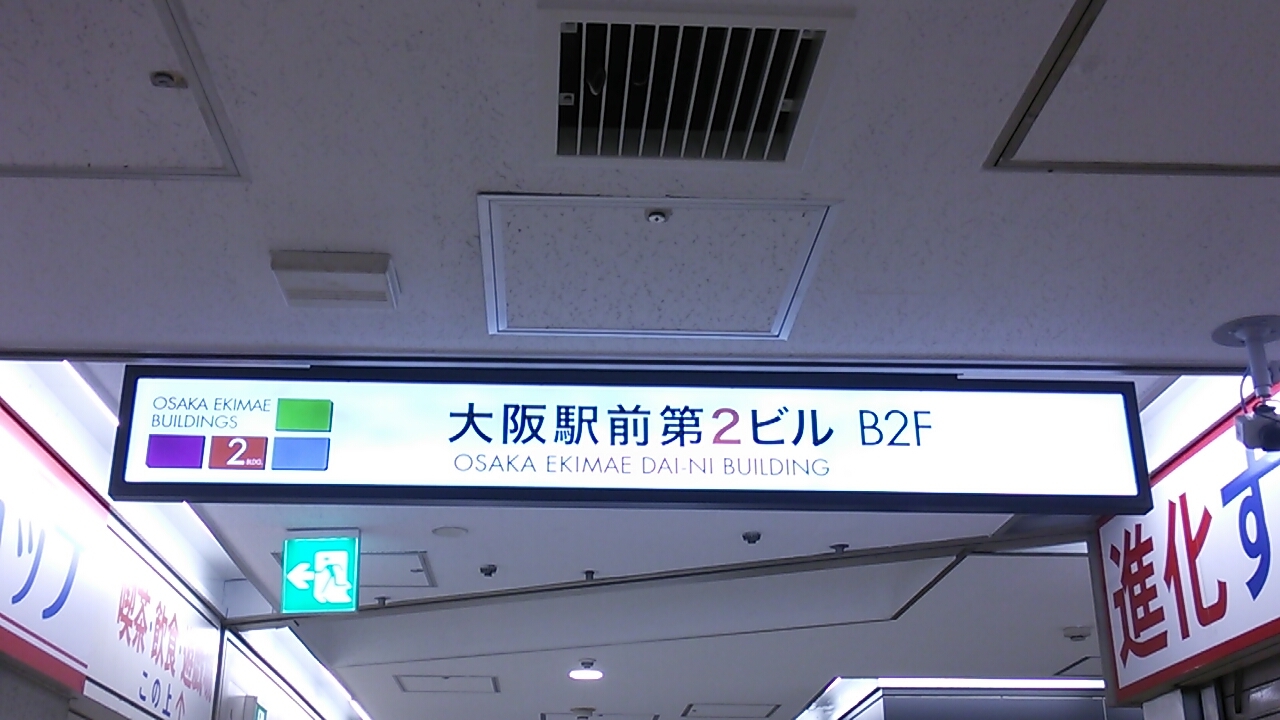 OSAKA EKIMAE
BUILDINGS
2 BLDG.
大阪駅前第2ビル B2F
OSAKA EKIMAE DAI-NI BUILDING
喫茶・飲食・
この上へ
進化す